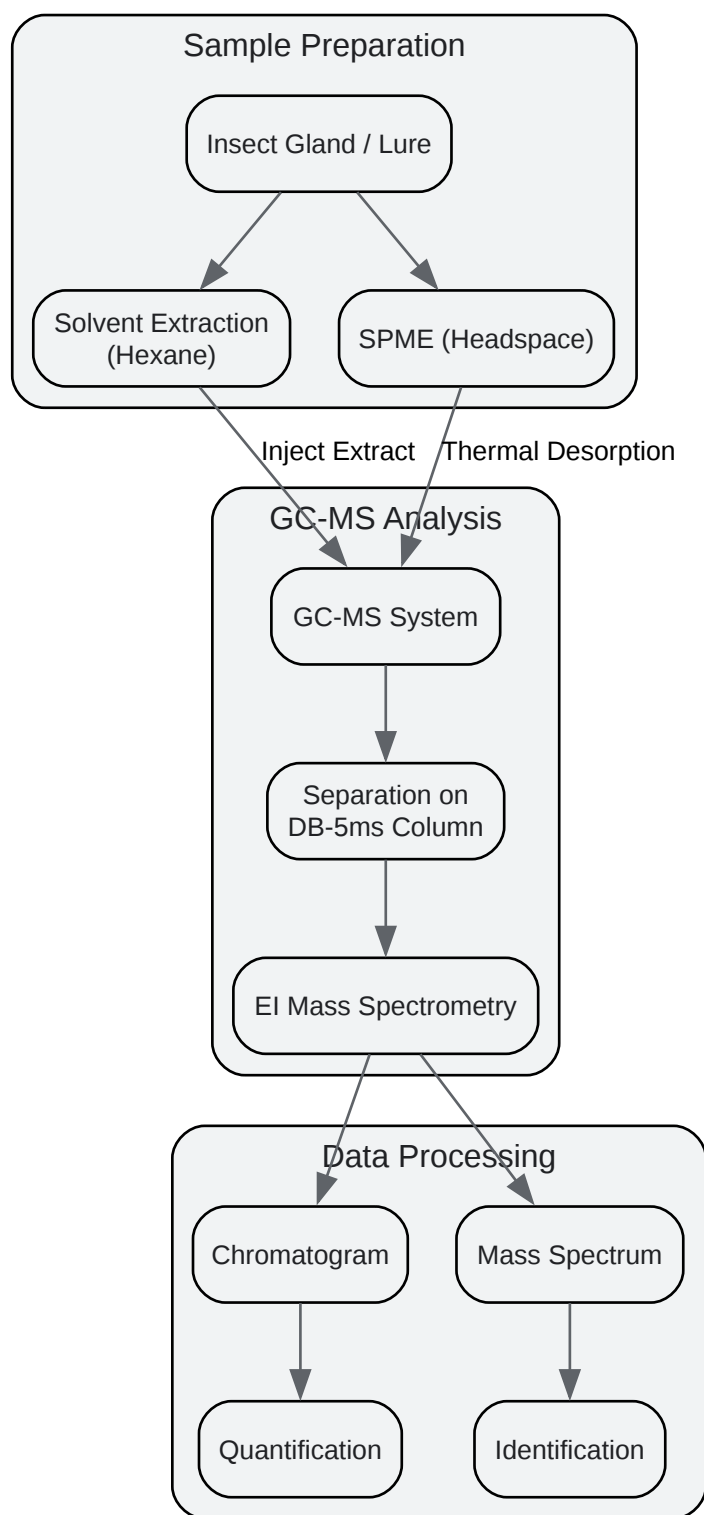 Sample Preparation
Insect Gland / Lure
Solvent Extraction
(Hexane)
SPME (Headspace)
Inject Extract
Thermal Desorption
GC-MS Analysis
GC-MS System
Separation on
DB-5ms Column
EI Mass Spectrometry
Data Processing
Chromatogram
Mass Spectrum
Quantification
Identification